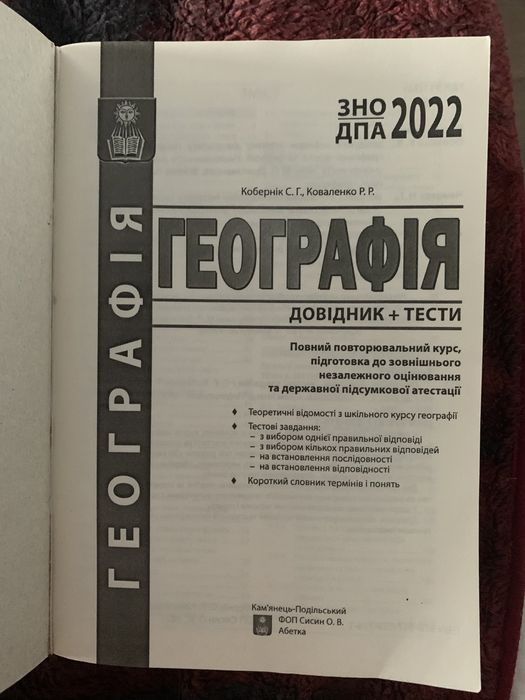 ГЕОГРАФІЯ
ЗНО
ДПА 2022
Кобернік С. Г., Коваленко Р. Р.
ГЕОГРАФІЯ
ДОВІДНИК + ТЕСТИ
Повний повторювальний курс,
підготовка до зовнішнього
незалежного оцінювання
та державної підсумкової атестації
♦ Теоретичні відомості з шкільного курсу географії
♦ Тестові завдання:
– з вибором однієї правильної відповіді
– з вибором кількох правильних відповідей
– на встановлення послідовності
– на встановлення відповідності
♦ Короткий словник термінів і понять
Кам'янець-Подільський
ФОП Сисин О. В.
Абетка